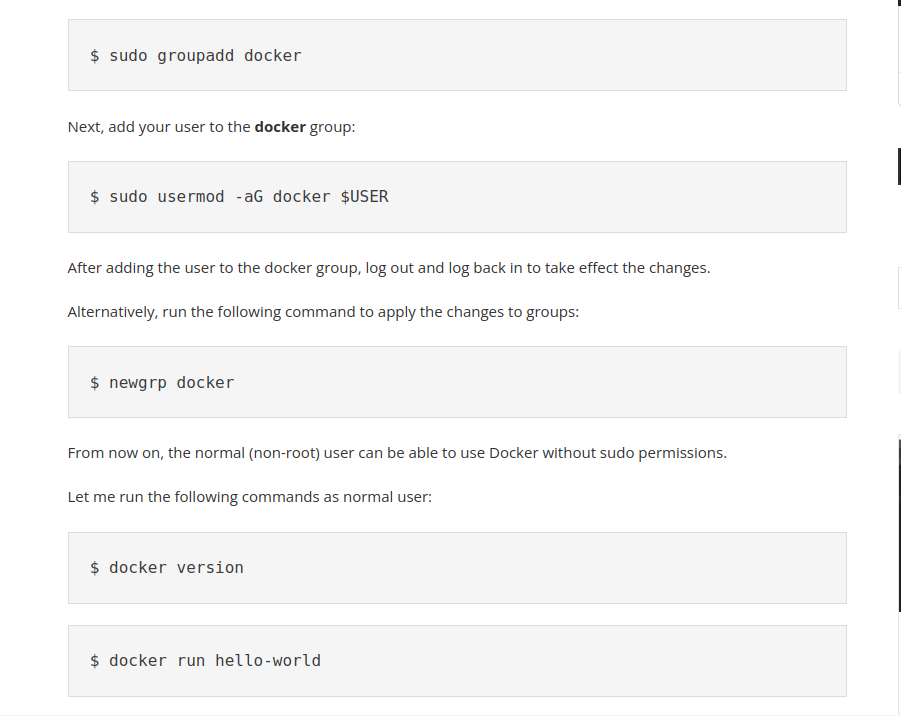 $ sudo groupadd docker
Next, add your user to the docker group:
$ sudo usermod -aG docker $USER
After adding the user to the docker group, log out and log back in to take effect the changes.
Alternatively, run the following command to apply the changes to groups:
$ newgrp docker
From now on, the normal (non-root) user can be able to use Docker without sudo permissions.
Let me run the following commands as normal user:
$ docker version
$ docker run hello-world